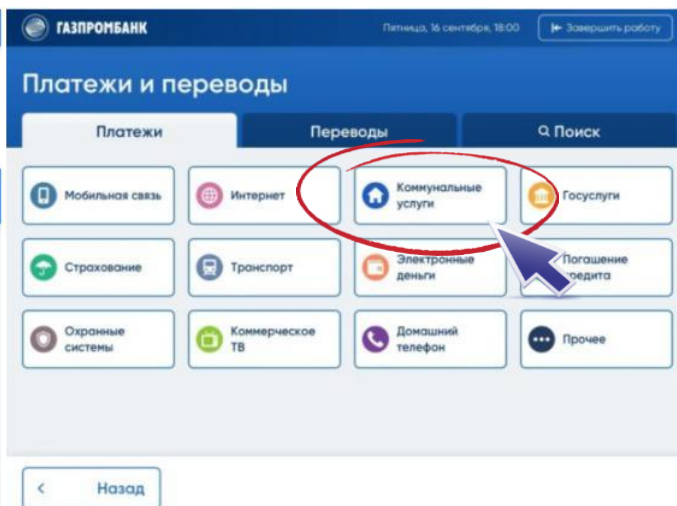 ГАЗПРОМБАНК
Пятница, 16 сентября, 18:00
Завершить работу
Платежи и переводы
Платежи
Переводы
Поиск
Мобильная связь
Интернет
Коммунальные
услуги
Госуслуги
Страхование
Транспорт
Электронные
деньги
Погашение
кредита
Охранные
системы
Коммерческое
ТВ
Домашний
телефон
Прочее
Назад